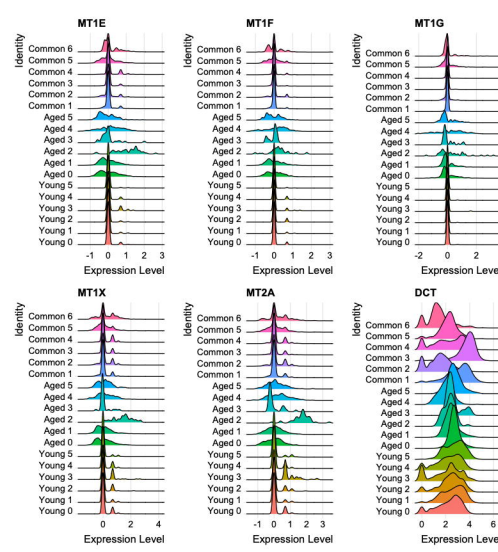 MT1E
Identity
Common 6
Common 5
Common 4
Common 3
Common 2
Common 1
Aged 5
Aged 4
Aged 3
Aged 2
Aged 1
Aged 0
Young 5
Young 4
Young 3
Young 2
Young 1
Young 0
-1 0 1 2 3
Expression Level
MT1F
Identity
Common 6
Common 5
Common 4
Common 3
Common 2
Common 1
Aged 5
Aged 4
Aged 3
Aged 2
Aged 1
Aged 0
Young 5
Young 4
Young 3
Young 2
Young 1
Young 0
-1 0 1 2 3
Expression Level
MT1G
Identity
Common 6
Common 5
Common 4
Common 3
Common 2
Common 1
Aged 5
Aged 4
Aged 3
Aged 2
Aged 1
Aged 0
Young 5
Young 4
Young 3
Young 2
Young 1
Young 0
-2 0 2
Expression Level
MT1X
Identity
Common 6
Common 5
Common 4
Common 3
Common 2
Common 1
Aged 5
Aged 4
Aged 3
Aged 2
Aged 1
Aged 0
Young 5
Young 4
Young 3
Young 2
Young 1
Young 0
0 2 4
Expression Level
MT2A
Identity
Common 6
Common 5
Common 4
Common 3
Common 2
Common 1
Aged 5
Aged 4
Aged 3
Aged 2
Aged 1
Aged 0
Young 5
Young 4
Young 3
Young 2
Young 1
Young 0
-1 0 1 2 3
Expression Level
DCT
Identity
Common 6
Common 5
Common 4
Common 3
Common 2
Common 1
Aged 5
Aged 4
Aged 3
Aged 2
Aged 1
Aged 0
Young 5
Young 4
Young 3
Young 2
Young 1
Young 0
0 2 4 6
Expression Level